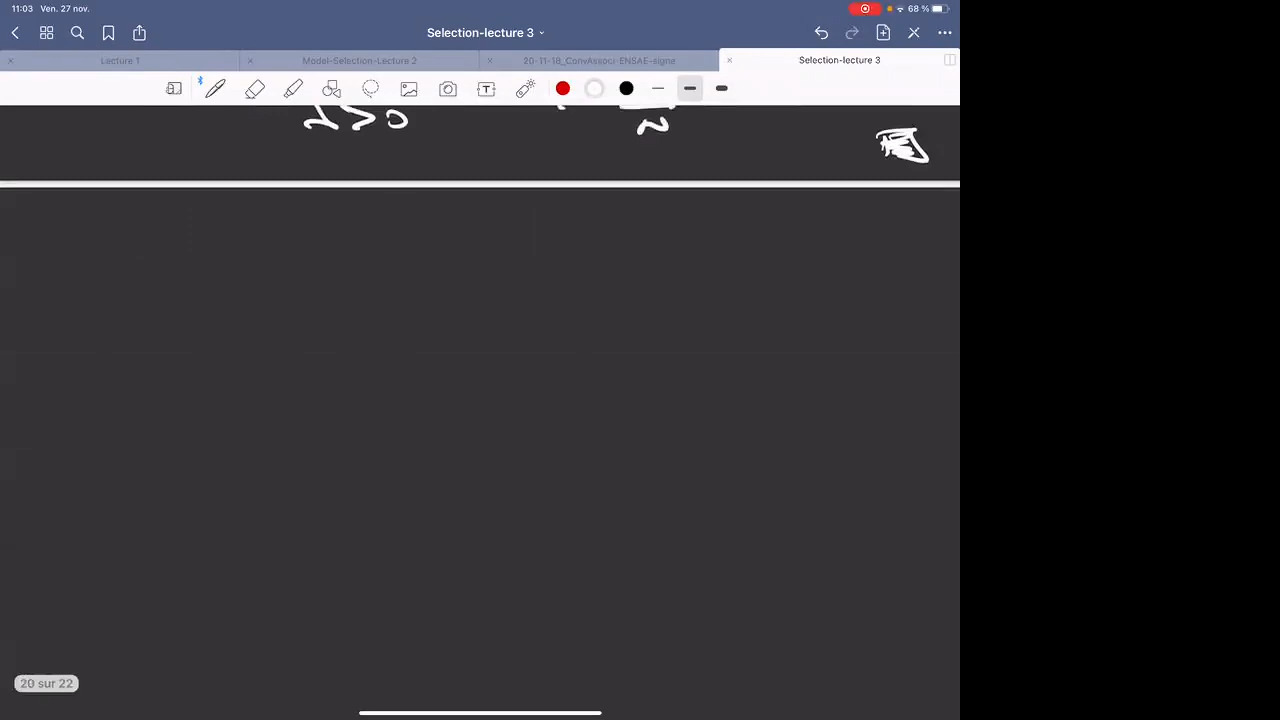 11:03 Ven. 27 nov. 68 %
Selection-lecture 3
Lecture 1 Model-Selection-Lecture 2 20-11-18_ConvAssoci-ENSAE-signe Selection-lecture 3
T
>0
20 sur 22